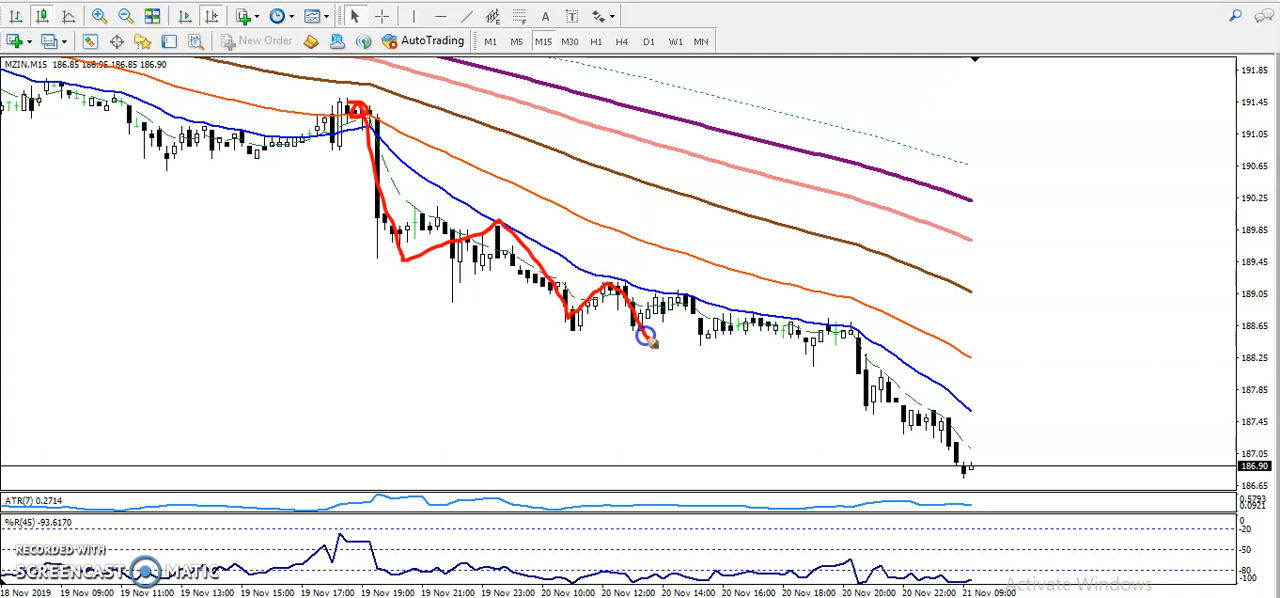 A T
New Order AutoTrading M1 M5 M15 M30 H1 H4 D1 W1 MN
MZIN,M15 186.85 186.95 186.85 186.90
191.85
191.45
191.05
190.65
190.25
189.85
189.45
189.05
188.65
188.25
187.85
187.45
187.05
186.90
186.65
ATR(7) 0.2714
0.5293
0.0921
%R(45) -93.6170
0
-20
-50
-80
-100
RECORDED WITH
SCREENCAST MATIC
Activate Windows
18 Nov 2019 19 Nov 09:00 19 Nov 11:00 19 Nov 13:00 19 Nov 15:00 19 Nov 17:00 19 Nov 19:00 19 Nov 21:00 19 Nov 23:00 20 Nov 10:00 20 Nov 12:00 20 Nov 14:00 20 Nov 16:00 20 Nov 18:00 20 Nov 20:00 20 Nov 22:00 21 Nov 09:00